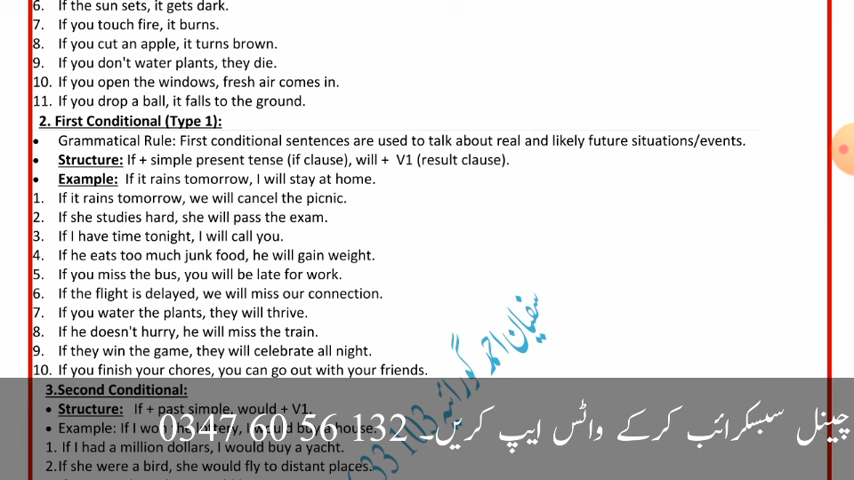 6. If the sun sets, it gets dark.
7. If you touch fire, it burns.
8. If you cut an apple, it turns brown.
9. If you don't water plants, they die.
10. If you open the windows, fresh air comes in.
11. If you drop a ball, it falls to the ground.
2. First Conditional (Type 1):
• Grammatical Rule: First conditional sentences are used to talk about real and likely future situations/events.
• Structure: If + simple present tense (if clause), will + V1 (result clause).
• Example: If it rains tomorrow, I will stay at home.
1. If it rains tomorrow, we will cancel the picnic.
2. If she studies hard, she will pass the exam.
3. If I have time tonight, I will call you.
4. If he eats too much junk food, he will gain weight.
5. If you miss the bus, you will be late for work.
6. If the flight is delayed, we will miss our connection.
7. If you water the plants, they will thrive.
8. If he doesn't hurry, he will miss the train.
9. If they win the game, they will celebrate all night.
10. If you finish your chores, you can go out with your friends.
3.Second Conditional:
• Structure: If + past simple, would + V1.
• Example: If I won the lottery, I would buy a house.
1. If I had a million dollars, I would buy a yacht.
2.If she were a bird, she would fly to distant places.
چینل سبسکرائب کرکے واٹس ایپ کریں۔ 132 56 60 0347